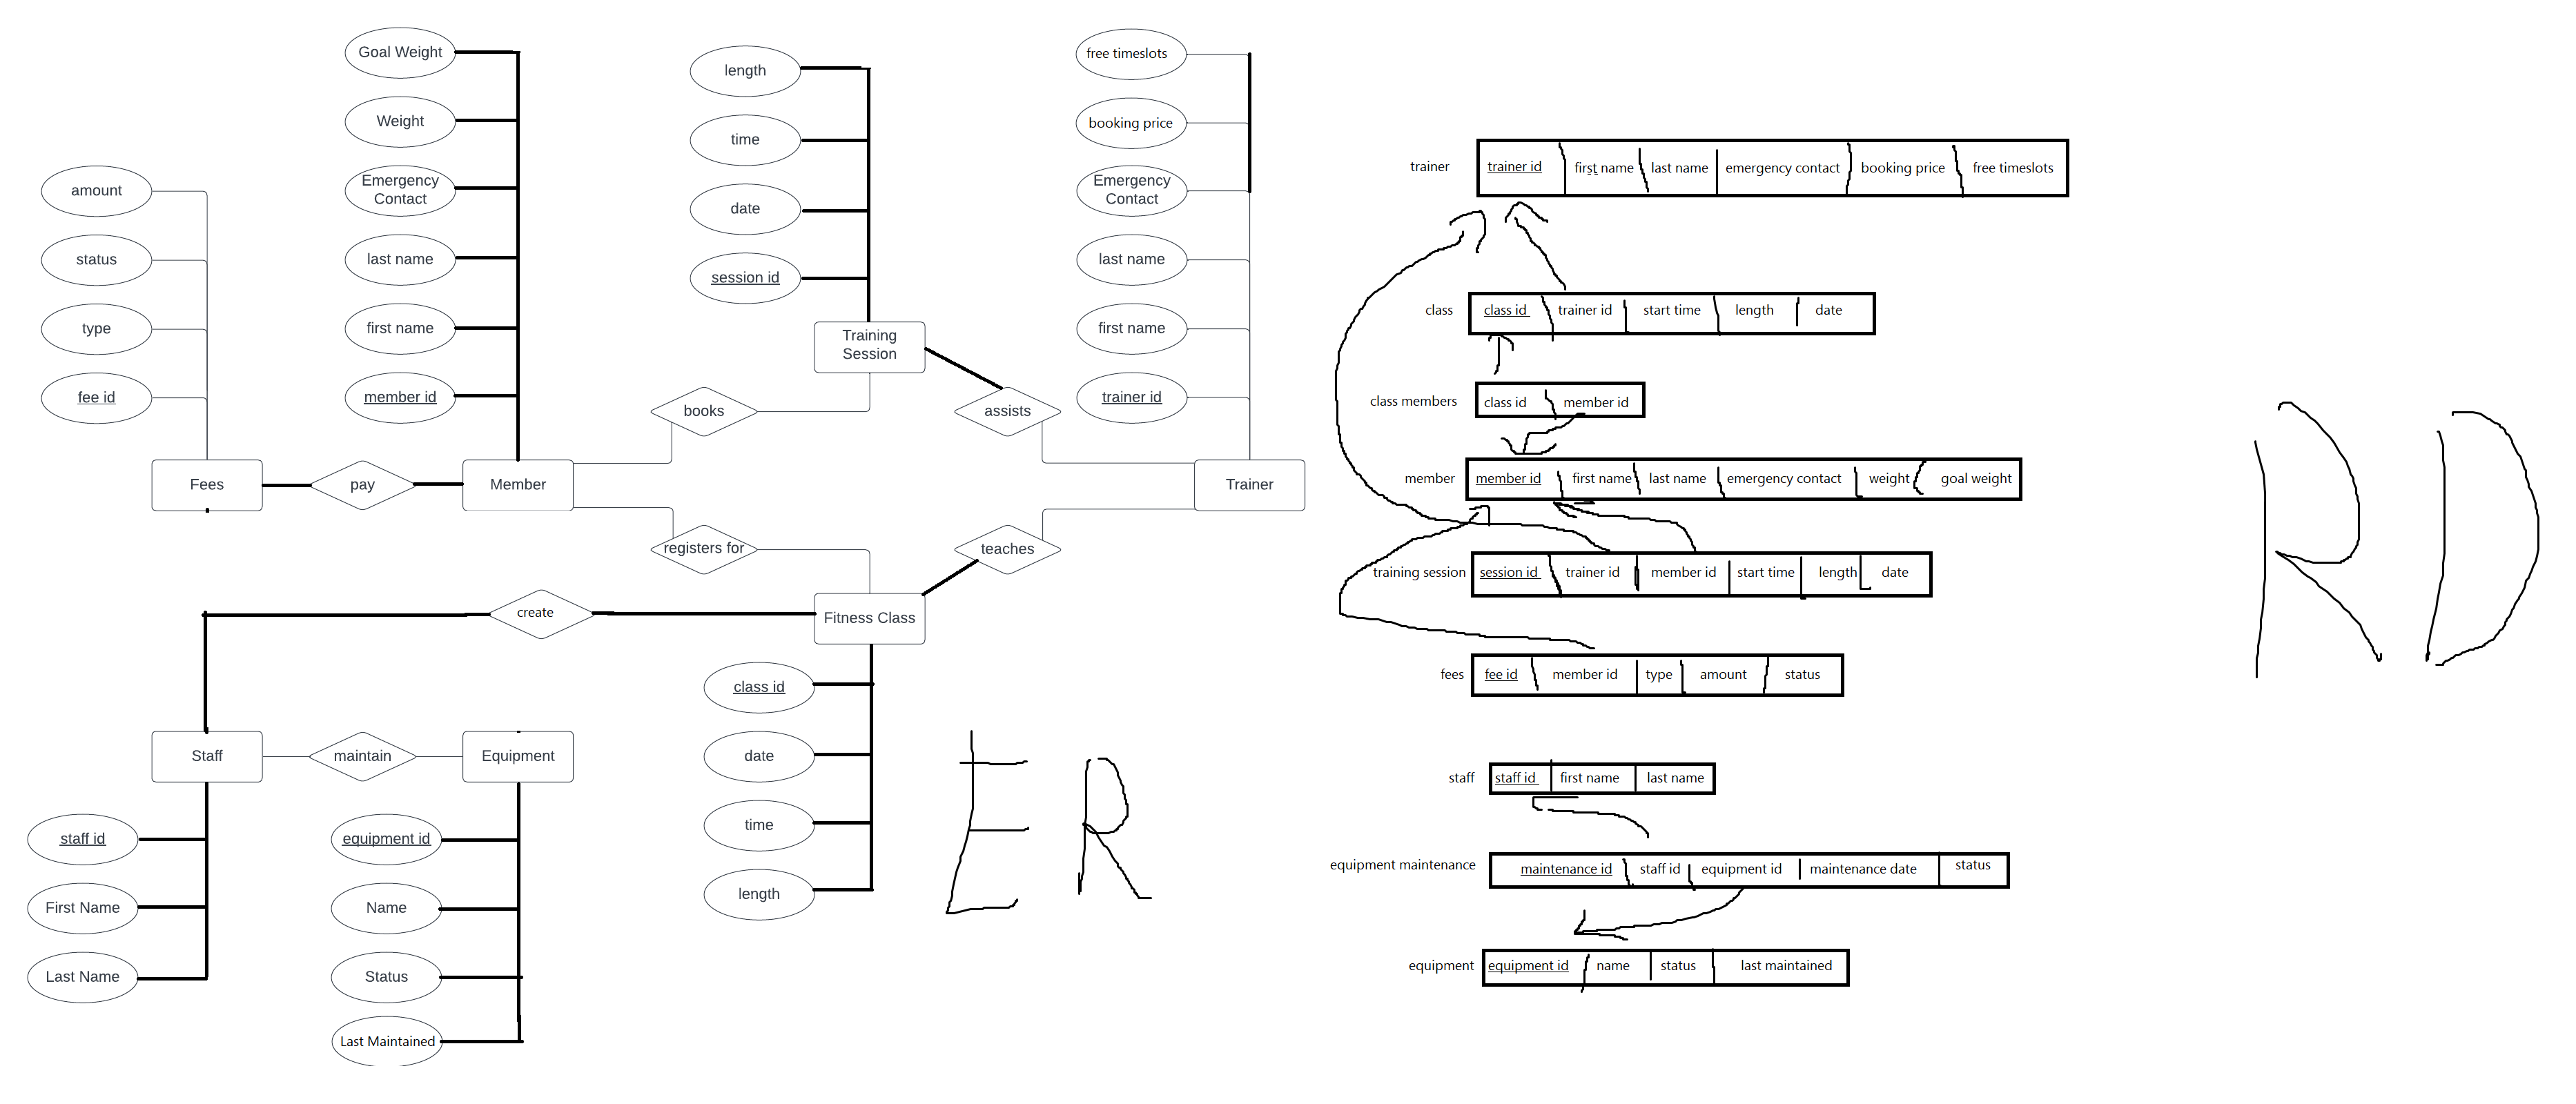 Goal Weight
Weight
Emergency
Contact
last name
first name
member id
amount
status
type
fee id
Fees
pay
Member
length
time
date
session id
Training
Session
books
assists
registers for
teaches
free timeslots
booking price
Emergency
Contact
last name
first name
trainer id
Trainer
create
Fitness Class
class id
date
time
length
Staff
maintain
Equipment
staff id
First Name
Last Name
equipment id
Name
Status
Last Maintained
ER
trainer trainer id first name last name emergency contact booking price free timeslots
class class id trainer id start time length date
class members class id member id
member member id first name last name emergency contact weight goal weight
training session session id trainer id member id start time length date
fees fee id member id type amount status
staff staff id first name last name
equipment maintenance maintenance id staff id equipment id maintenance date status
equipment equipment id name status last maintained
RD